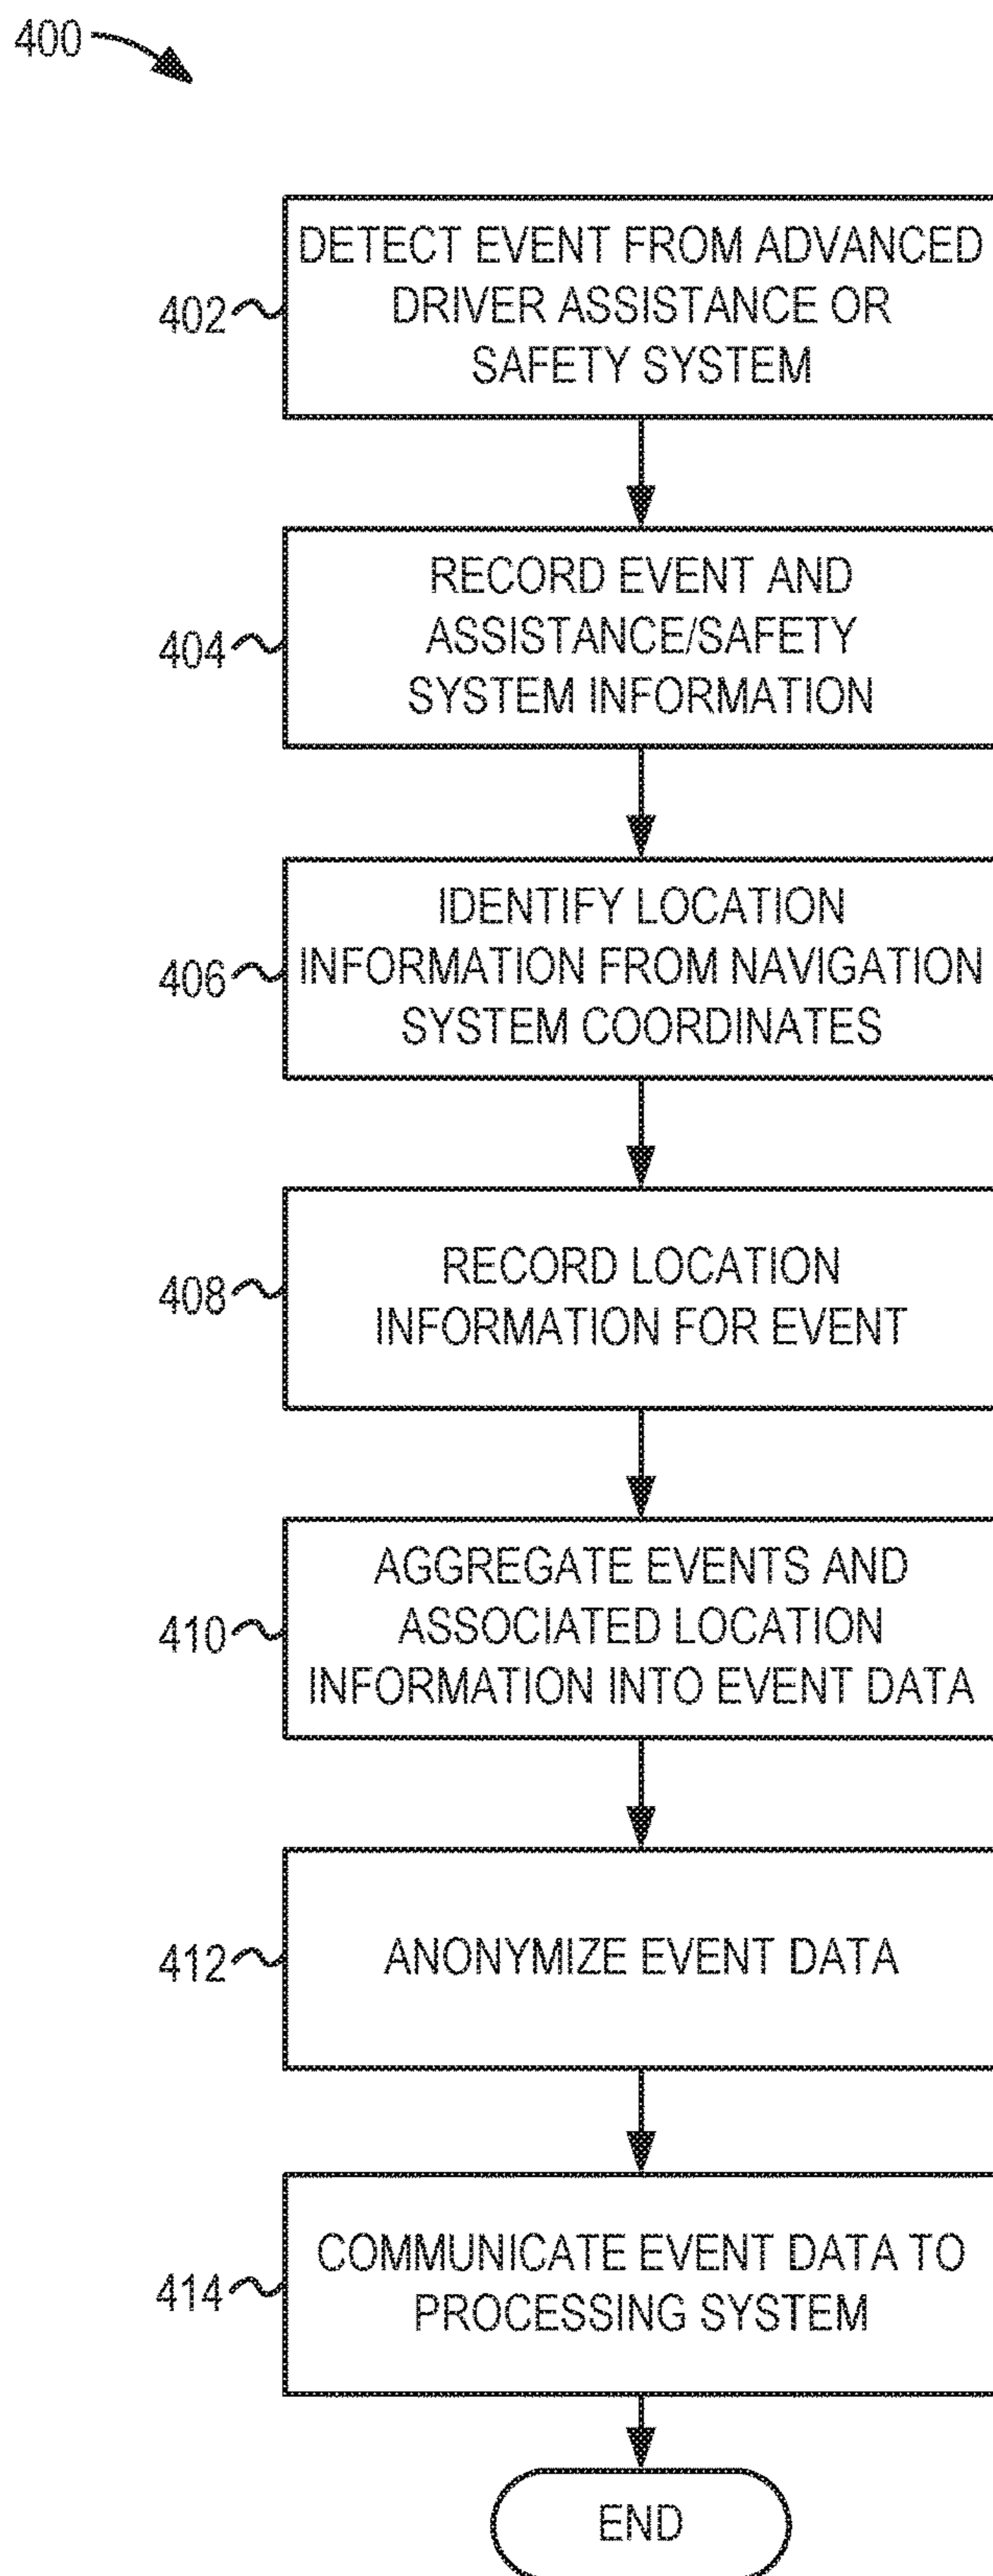 400
DETECT EVENT FROM ADVANCED
DRIVER ASSISTANCE OR
SAFETY SYSTEM
402
RECORD EVENT AND
ASSISTANCE/SAFETY
SYSTEM INFORMATION
404
IDENTIFY LOCATION
INFORMATION FROM NAVIGATION
SYSTEM COORDINATES
406
RECORD LOCATION
INFORMATION FOR EVENT
408
AGGREGATE EVENTS AND
ASSOCIATED LOCATION
INFORMATION INTO EVENT DATA
410
ANONYMIZE EVENT DATA
412
COMMUNICATE EVENT DATA TO
PROCESSING SYSTEM
414
END